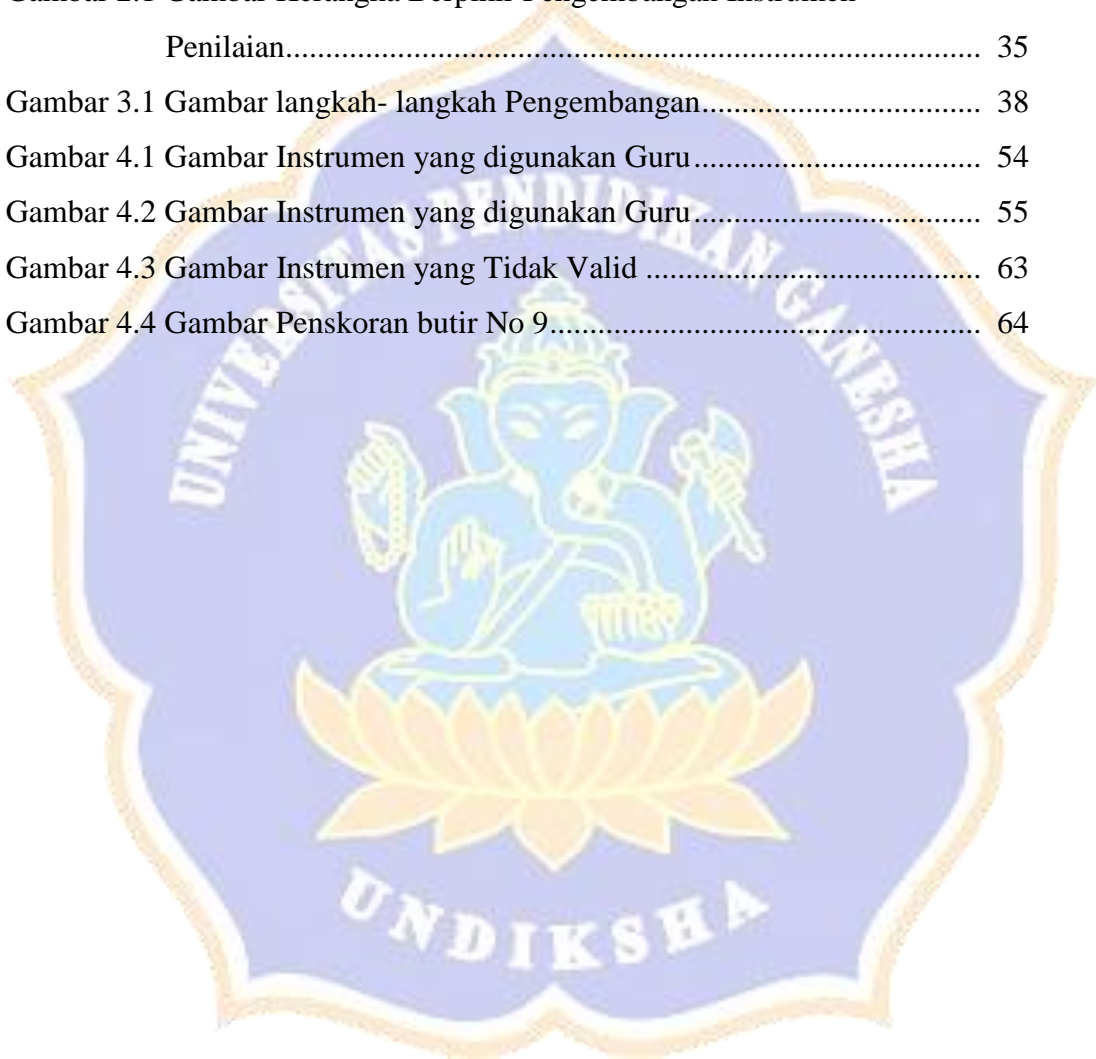 Penilaian........................................................................................ 35
Gambar 3.1 Gambar langkah- langkah Pengembangan................................... 38
Gambar 4.1 Gambar Instrumen yang digunakan Guru.................................... 54
Gambar 4.2 Gambar Instrumen yang digunakan Guru.................................... 55
Gambar 4.3 Gambar Instrumen yang Tidak Valid .......................................... 63
Gambar 4.4 Gambar Penskoran butir No 9...................................................... 64
UNIVERSITAS PENDIDIKAN GANESHA
UNDIKSHA